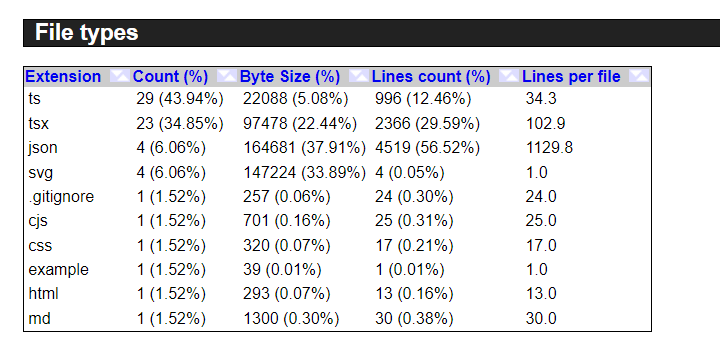 File types
Extension Count (%) Byte Size (%) Lines count (%) Lines per file
ts 29 (43.94%) 22088 (5.08%) 996 (12.46%) 34.3
tsx 23 (34.85%) 97478 (22.44%) 2366 (29.59%) 102.9
json 4 (6.06%) 164681 (37.91%) 4519 (56.52%) 1129.8
svg 4 (6.06%) 147224 (33.89%) 4 (0.05%) 1.0
.gitignore 1 (1.52%) 257 (0.06%) 24 (0.30%) 24.0
cjs 1 (1.52%) 701 (0.16%) 25 (0.31%) 25.0
css 1 (1.52%) 320 (0.07%) 17 (0.21%) 17.0
example 1 (1.52%) 39 (0.01%) 1 (0.01%) 1.0
html 1 (1.52%) 293 (0.07%) 13 (0.16%) 13.0
md 1 (1.52%) 1300 (0.30%) 30 (0.38%) 30.0